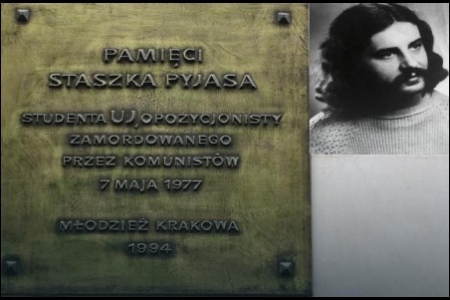 PAMIĘCI
STASZKA PYJASA
STUDENTA UJ, OPOZYCJONISTY
ZAMORDOWANEGO
PRZEZ KOMUNISTÓW
7 MAJA 1977
MŁODZIEŻ KRAKOWA
1994